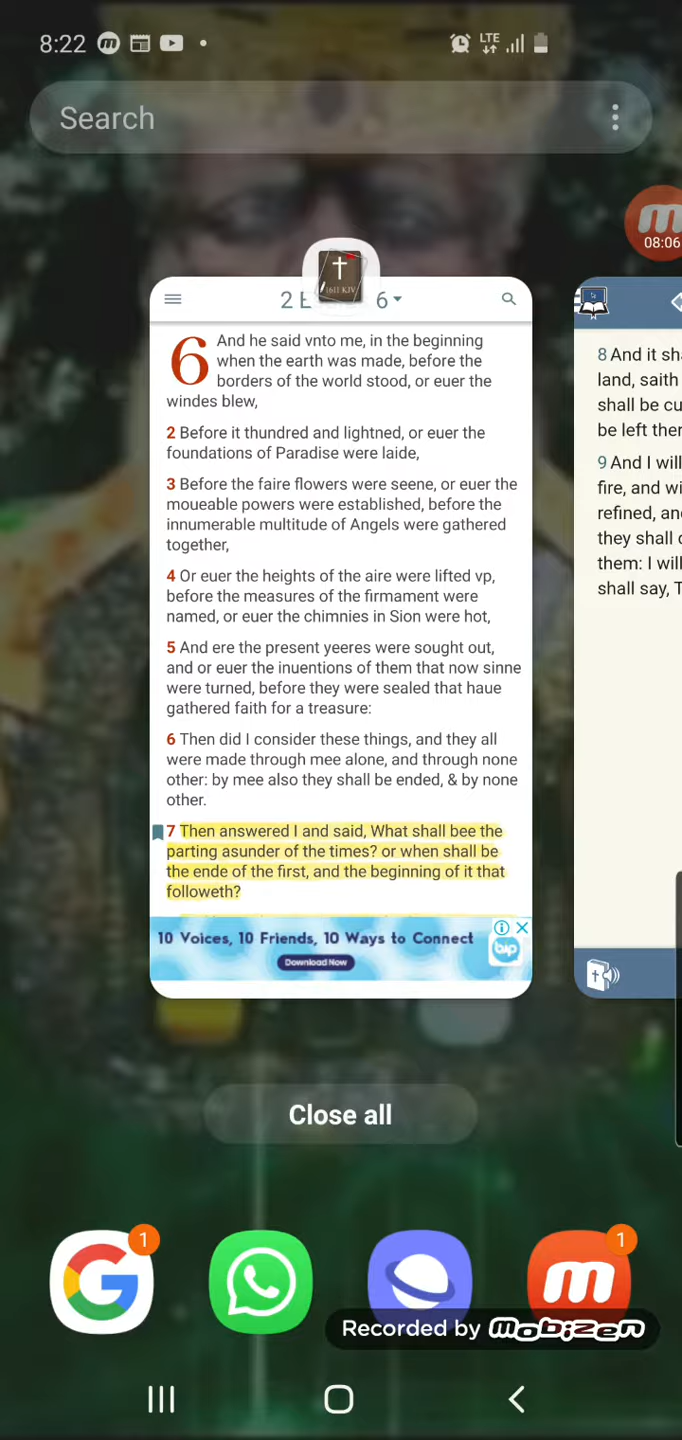 8:22
LTE
Search
08:06
1611 KJV
2 E 6
6 And he said vnto me, in the beginning
when the earth was made, before the
borders of the world stood, or euer the
windes blew,
2 Before it thundred and lightned, or euer the
foundations of Paradise were laide,
3 Before the faire flowers were seene, or euer the
moueable powers were established, before the
innumerable multitude of Angels were gathered
together,
4 Or euer the heights of the aire were lifted vp,
before the measures of the firmament were
named, or euer the chimnies in Sion were hot,
5 And ere the present yeeres were sought out,
and or euer the inuentions of them that now sinne
were turned, before they were sealed that haue
gathered faith for a treasure:
6 Then did I consider these things, and they all
were made through mee alone, and through none
other: by mee also they shall be ended, & by none
other.
7 Then answered I and said, What shall bee the
parting asunder of the times? or when shall be
the ende of the first, and the beginning of it that
followeth?
10 Voices, 10 Friends, 10 Ways to Connect
Download Now
bip
8 And it sh
land, saith
shall be cu
be left ther
9 And I will
fire, and wi
refined, an
they shall c
them: I will
shall say, T
Close all
1
1
Recorded by mobizen